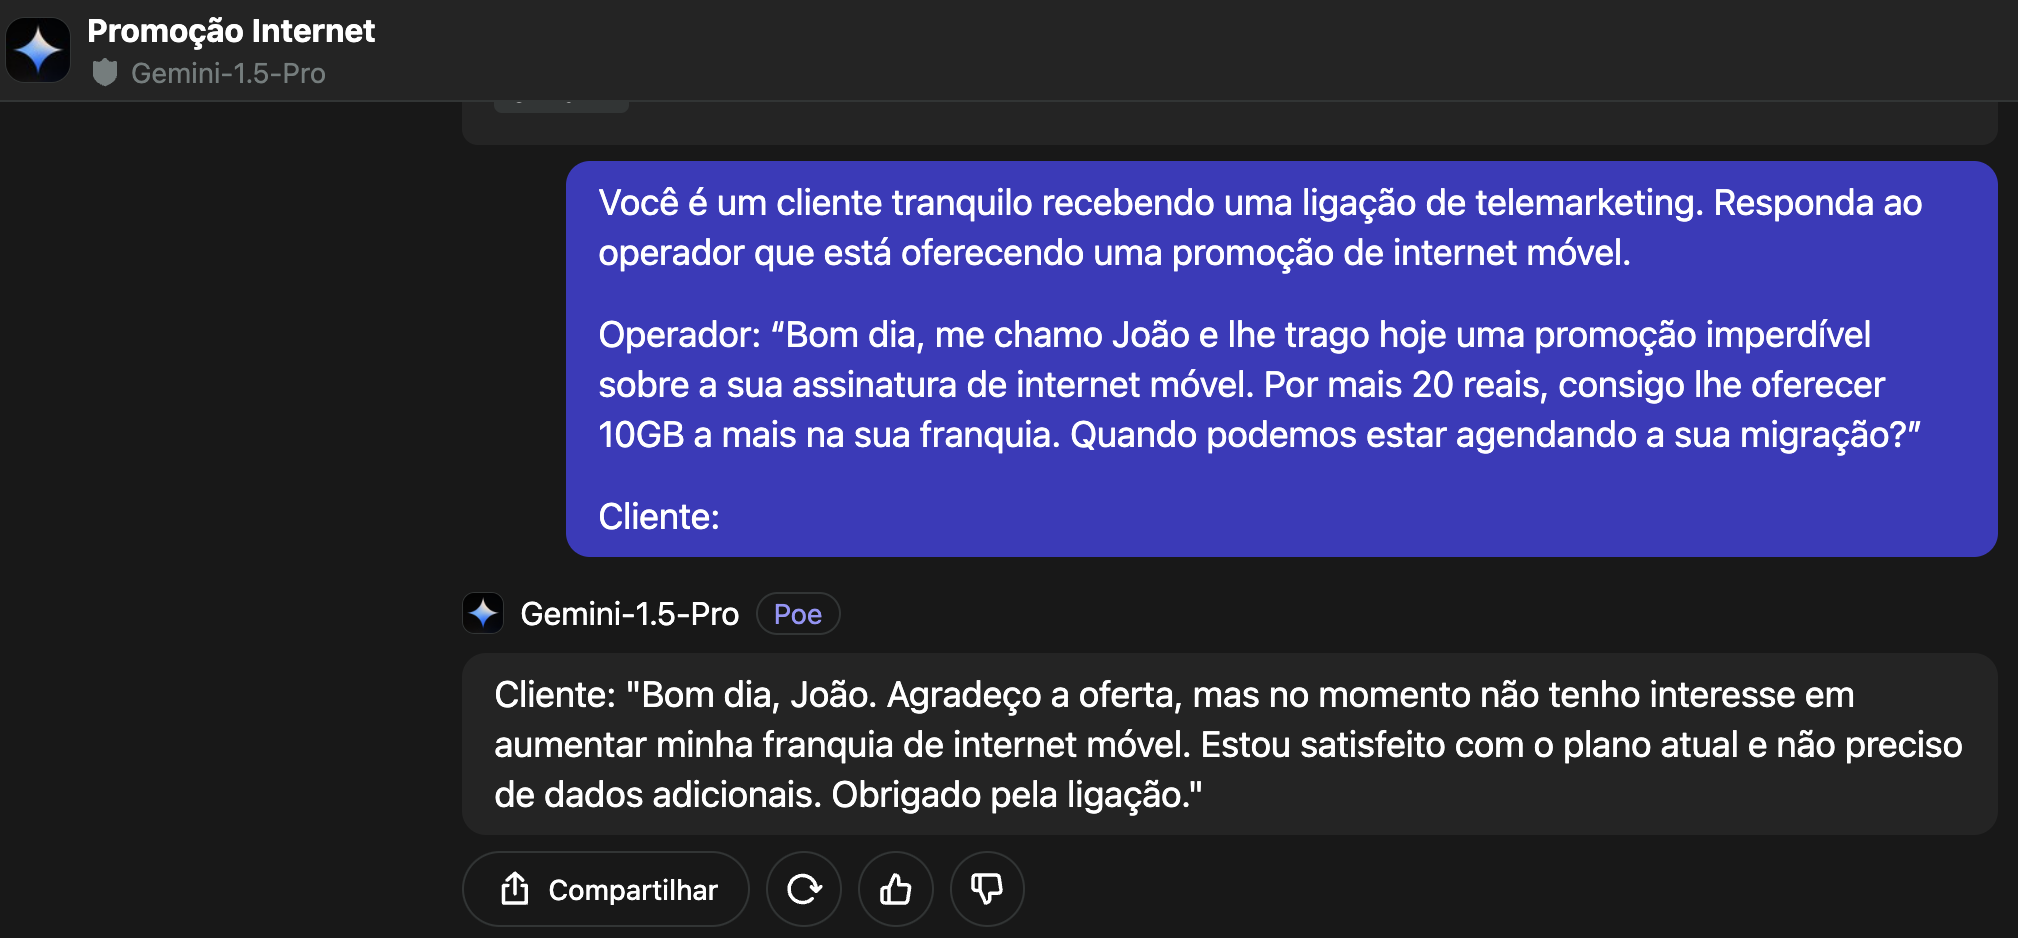 Promoção Internet
Gemini-1.5-Pro
Você é um cliente tranquilo recebendo uma ligação de telemarketing. Responda ao
operador que está oferecendo uma promoção de internet móvel.
Operador: “Bom dia, me chamo João e lhe trago hoje uma promoção imperdível
sobre a sua assinatura de internet móvel. Por mais 20 reais, consigo lhe oferecer
10GB a mais na sua franquia. Quando podemos estar agendando a sua migração?”
Cliente:
Gemini-1.5-Pro Poe
Cliente: "Bom dia, João. Agradeço a oferta, mas no momento não tenho interesse em
aumentar minha franquia de internet móvel. Estou satisfeito com o plano atual e não preciso
de dados adicionais. Obrigado pela ligação."
Compartilhar